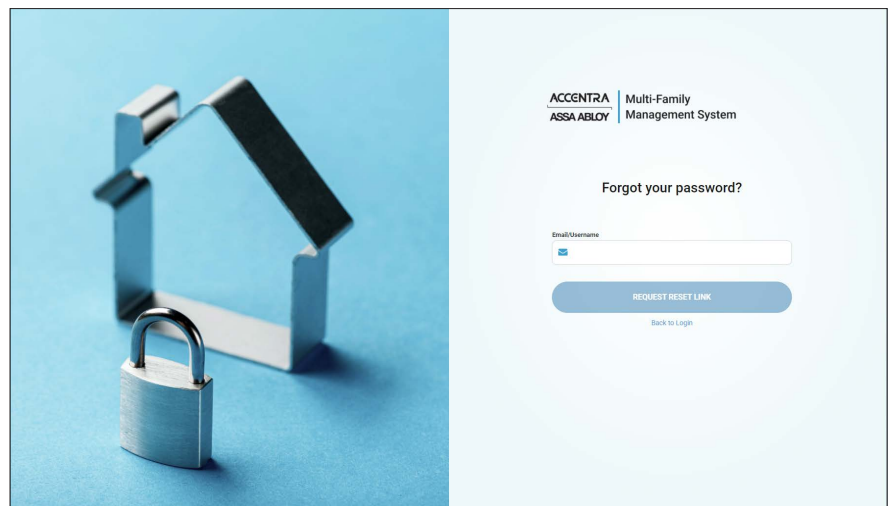 ACCENTRA
ASSA ABLOY
Multi-Family
Management System
Forgot your password?
Email/Username
REQUEST RESET LINK
Back to Login